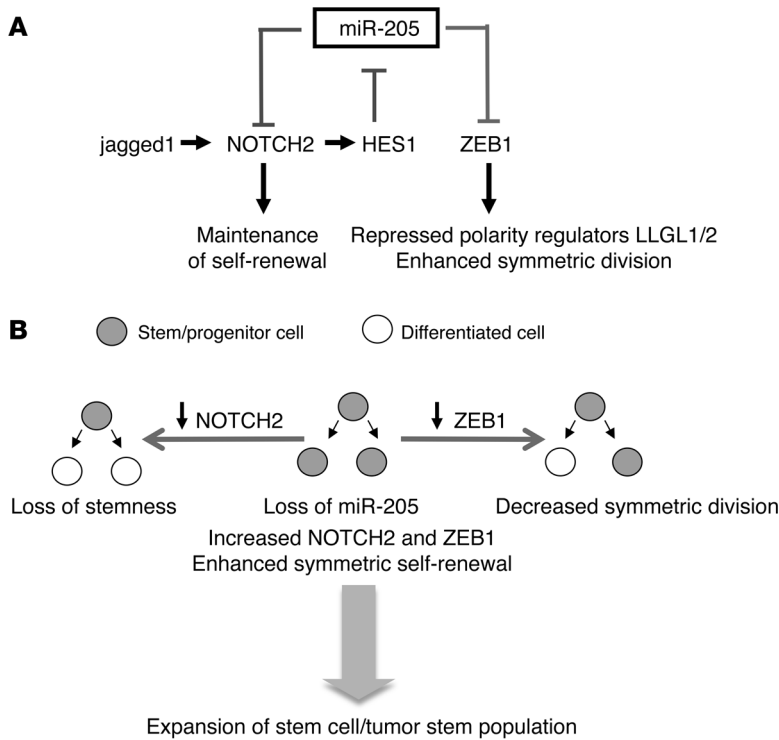 A
miR-205
jagged1 NOTCH2 HES1 ZEB1
Maintenance
of self-renewal
Repressed polarity regulators LLGL1/2
Enhanced symmetric division
B
Stem/progenitor cell
Differentiated cell
NOTCH2
ZEB1
Loss of stemness
Loss of miR-205
Decreased symmetric division
Increased NOTCH2 and ZEB1
Enhanced symmetric self-renewal
Expansion of stem cell/tumor stem population